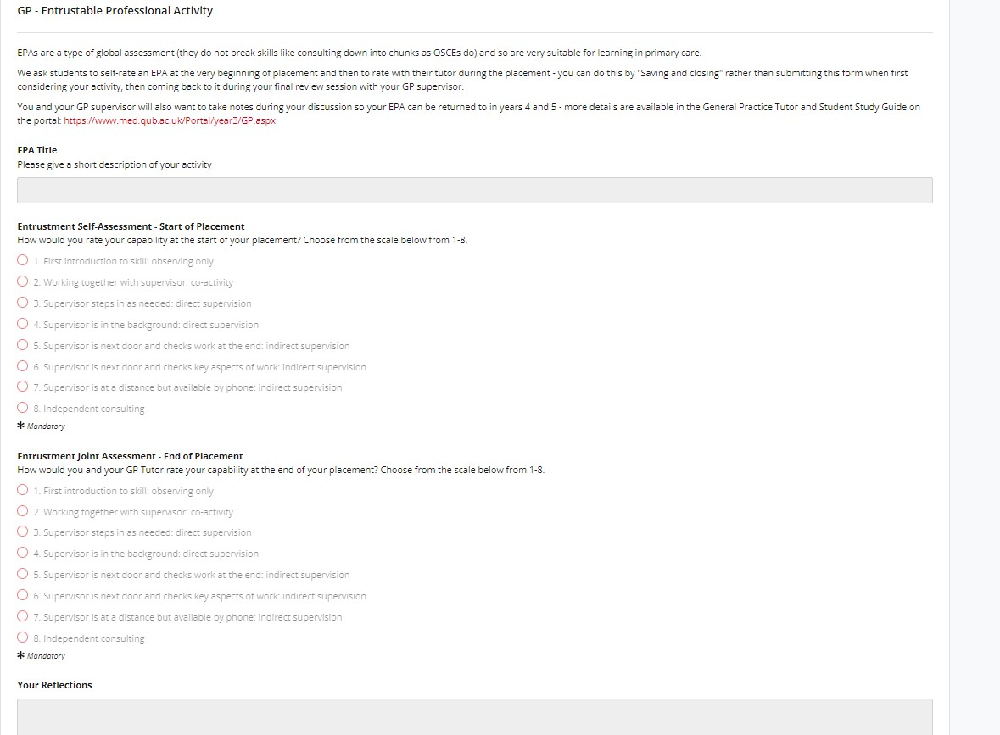 GP - Entrustable Professional Activity
EPAs are a type of global assessment (they do not break skills like consulting down into chunks as OSCEs do) and so are very suitable for learning in primary care.
We ask students to self-rate an EPA at the very beginning of placement and then to rate with their tutor during the placement - you can do this by "Saving and closing" rather than submitting this form when first
considering your activity, then coming back to it during your final review session with your GP supervisor.
You and your GP supervisor will also want to take notes during your discussion so your EPA can be returned to in years 4 and 5 - more details are available in the General Practice Tutor and Student Study Guide on
the portal: https://www.med.qub.ac.uk/Portal/year3/GP.aspx
EPA Title
Please give a short description of your activity
Entrustment Self-Assessment - Start of Placement
How would you rate your capability at the start of your placement? Choose from the scale below from 1-8.
1. First introduction to skill: observing only
2. Working together with supervisor: co-activity
3. Supervisor steps in as needed: direct supervision
4. Supervisor is in the background: direct supervision
5. Supervisor is next door and checks work at the end: indirect supervision
6. Supervisor is next door and checks key aspects of work: indirect supervision
7. Supervisor is at a distance but available by phone: indirect supervision
8. Independent consulting
* Mandatory
Entrustment Joint Assessment - End of Placement
How would you and your GP Tutor rate your capability at the end of your placement? Choose from the scale below from 1-8.
1. First introduction to skill: observing only
2. Working together with supervisor: co-activity
3. Supervisor steps in as needed: direct supervision
4. Supervisor is in the background: direct supervision
5. Supervisor is next door and checks work at the end: indirect supervision
6. Supervisor is next door and checks key aspects of work: indirect supervision
7. Supervisor is at a distance but available by phone: indirect supervision
8. Independent consulting
* Mandatory
Your Reflections